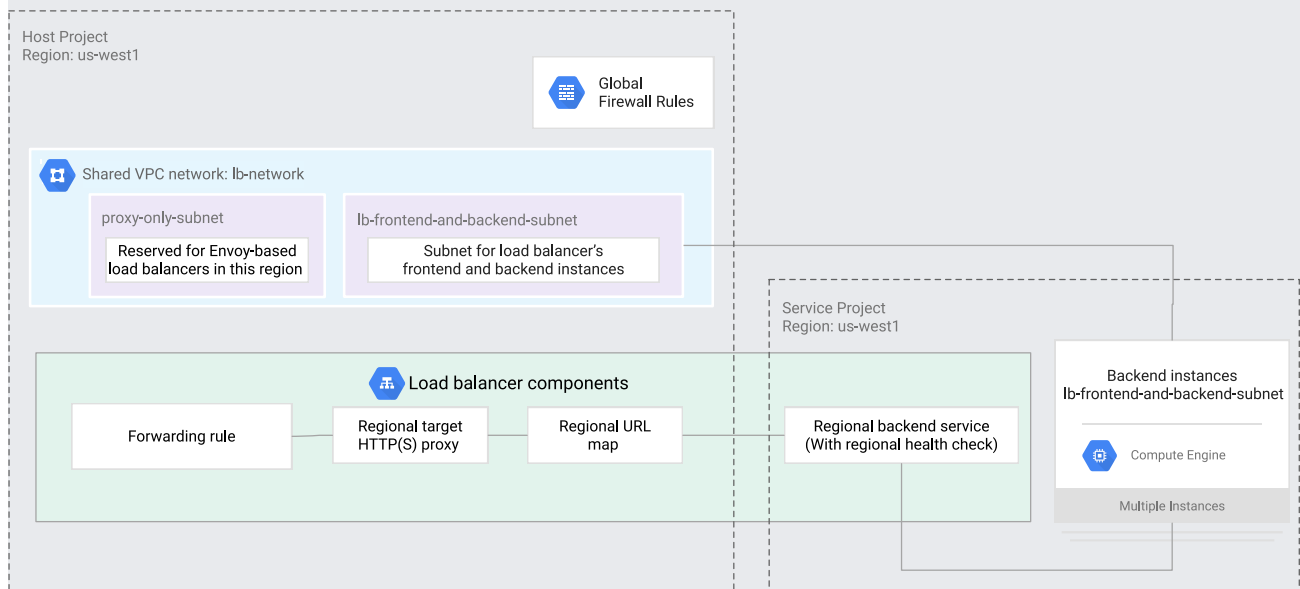 Host Project
Region: us-west1
Global
Firewall Rules
Shared VPC network: lb-network
proxy-only-subnet
Reserved for Envoy-based
load balancers in this region
lb-frontend-and-backend-subnet
Subnet for load balancer’s
frontend and backend instances
Service Project
Region: us-west1
Load balancer components
Forwarding rule
Regional target
HTTP(S) proxy
Regional URL
map
Regional backend service
(With regional health check)
Backend instances
lb-frontend-and-backend-subnet
Compute Engine
Multiple Instances